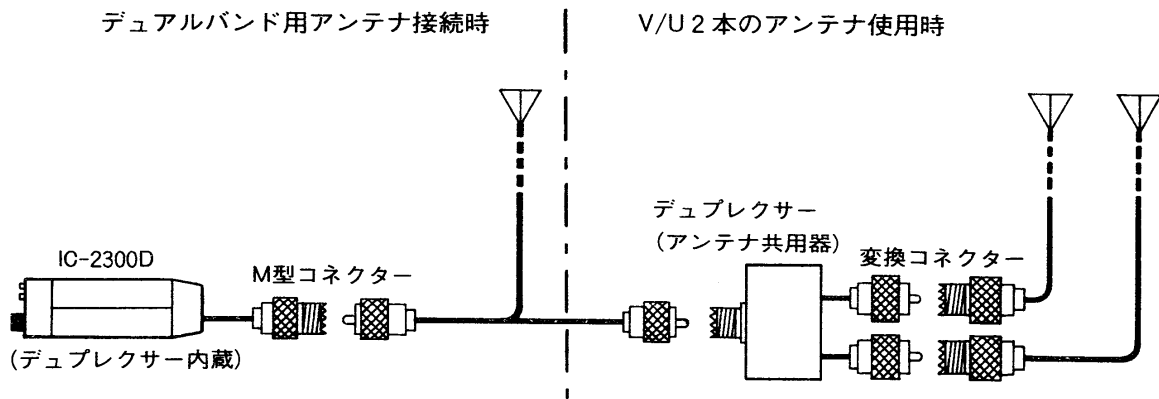 デュアルバンド用アンテナ接続時
V/U2本のアンテナ使用時
IC-2300D
M型コネクター
(デュプレクサー内蔵)
デュプレクサー
(アンテナ共用器)
変換コネクター